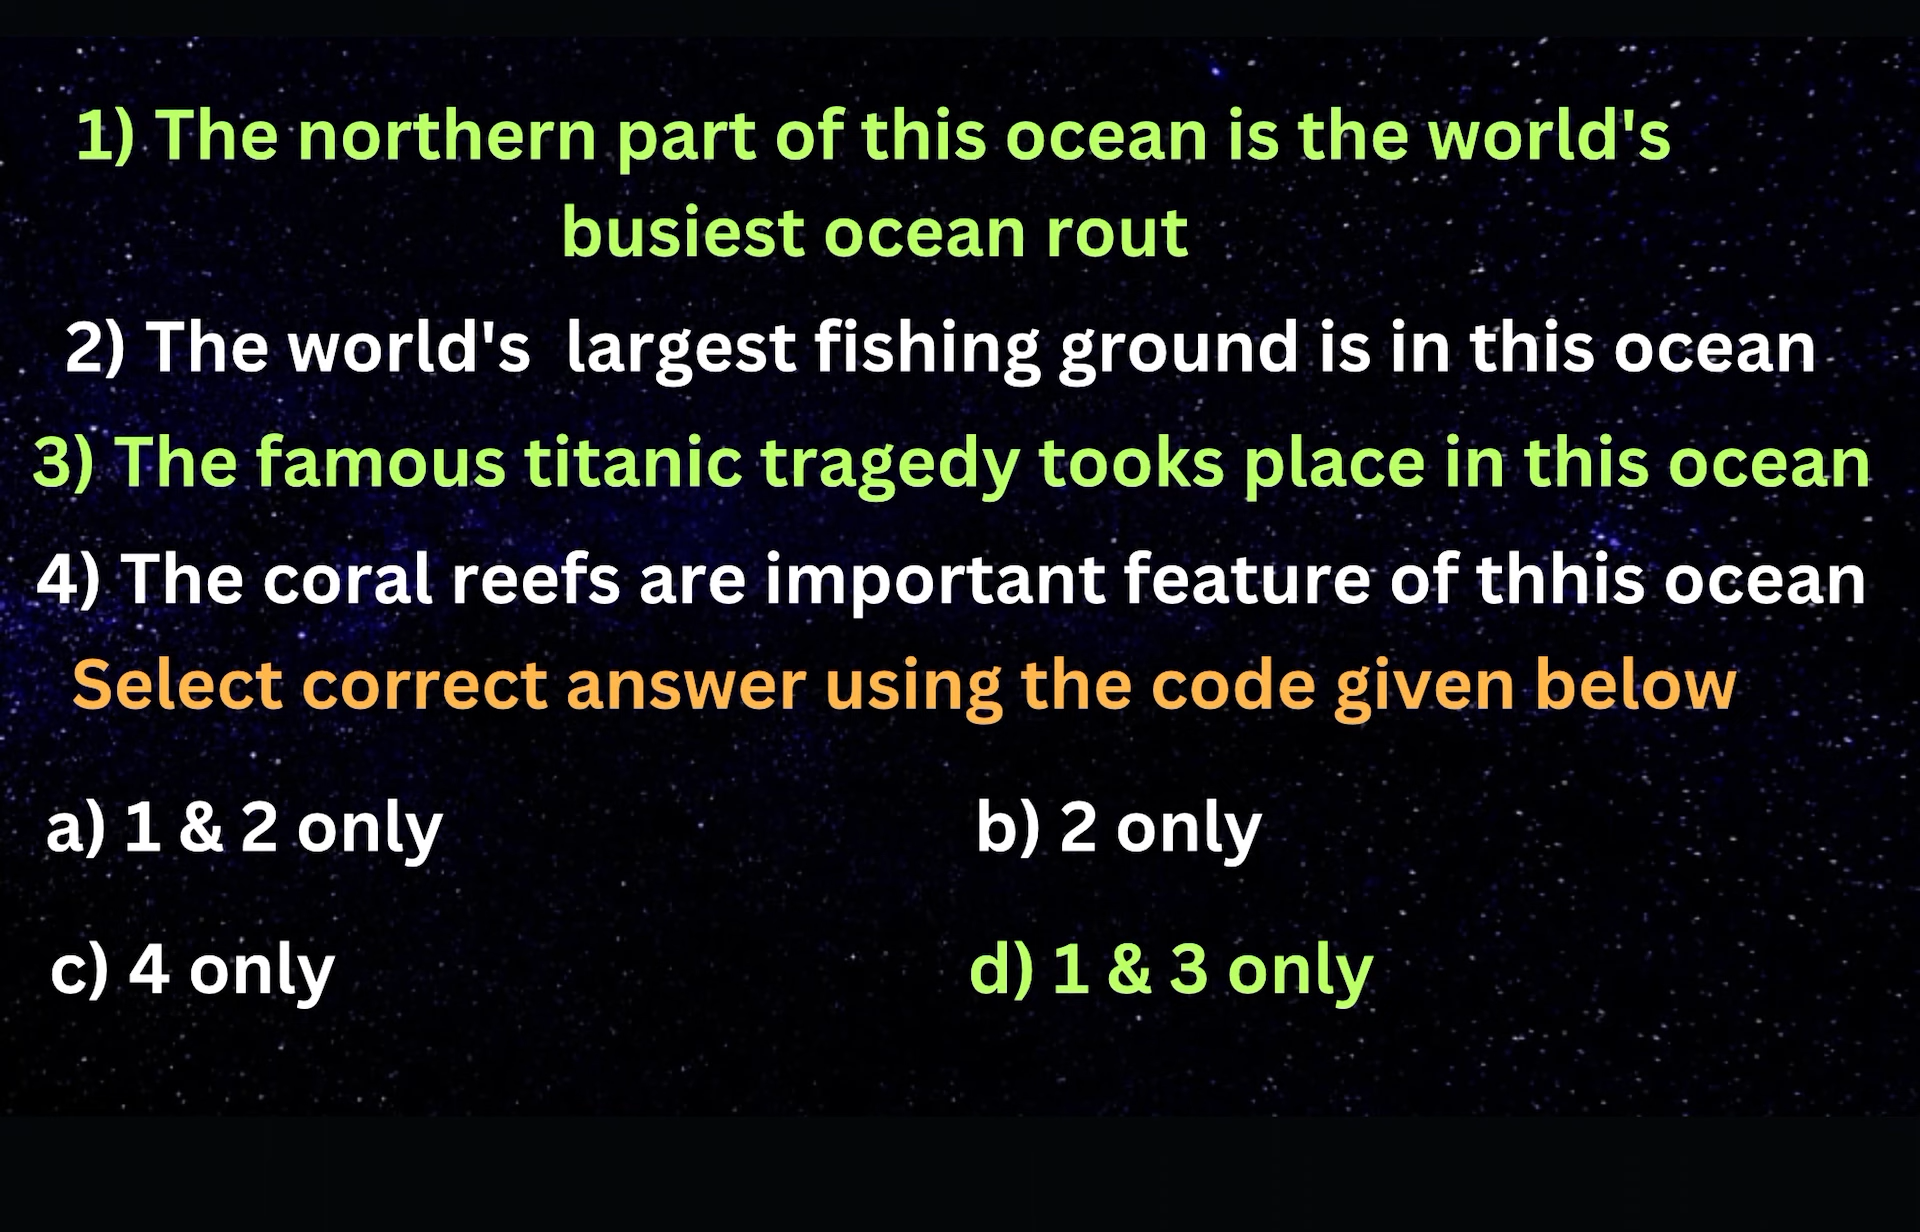 1) The northern part of this ocean is the world's
busiest ocean rout
2) The world's  largest fishing ground is in this ocean
3) The famous titanic tragedy tooks place in this ocean
4) The coral reefs are important feature of thhis ocean
Select correct answer using the code given below
a) 1 & 2 only
b) 2 only
c) 4 only
d) 1 & 3 only